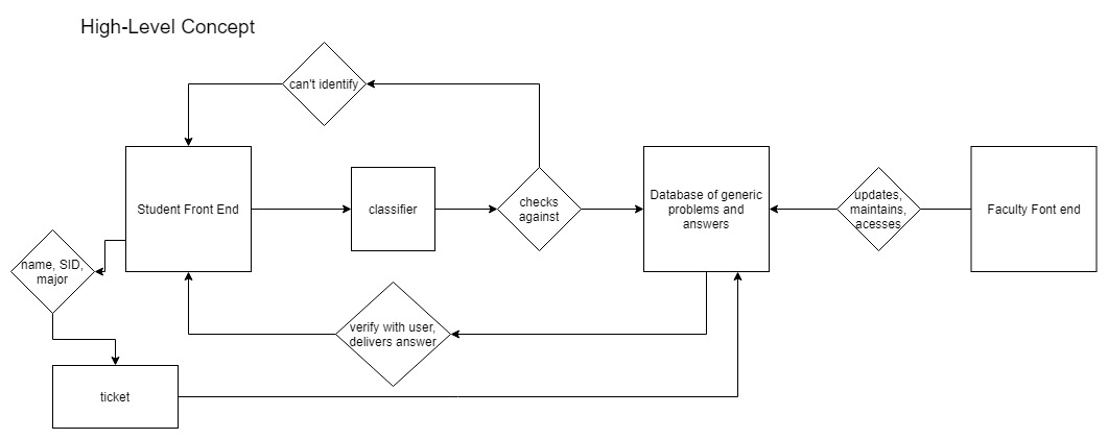 High-Level Concept
can't identify
Student Front End
classifier
checks
against
Database of generic
problems and
answers
updates,
maintains,
acesses
Faculty Font end
name, SID,
major
verify with user,
delivers answer
ticket